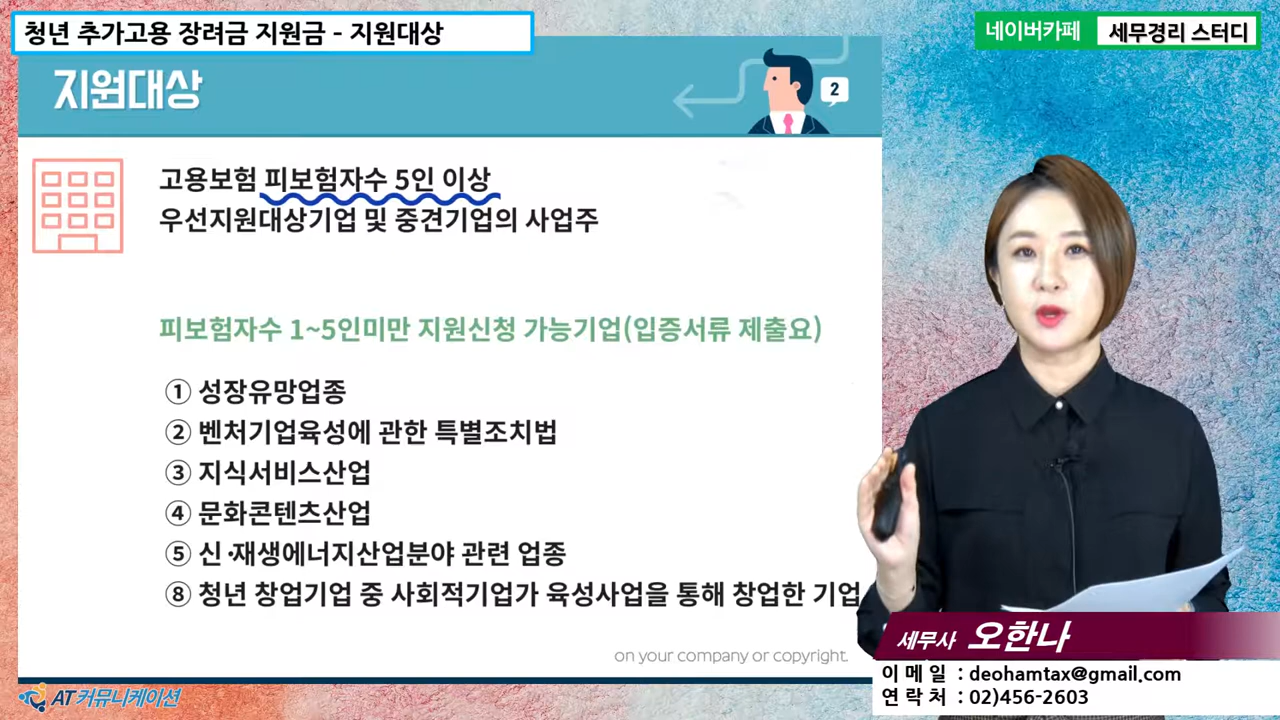 청년 추가고용 장려금 지원금 - 지원대상
네이버카페 세무경리 스터디
지원대상
2
고용보험 피보험자수 5인 이상
우선지원대상기업 및 중견기업의 사업주
피보험자수 1~5인미만 지원신청 가능기업(입증서류 제출요)
① 성장유망업종
② 벤처기업육성에 관한 특별조치법
③ 지식서비스산업
④ 문화콘텐츠산업
⑤ 신·재생에너지산업분야 관련 업종
⑧ 청년 창업기업 중 사회적기업가 육성사업을 통해 창업한 기업
on your company or copyright.
세무사 오한나
이 메 일 : deohamtax@gmail.com
연 락 처 : 02)456-2603
AT커뮤니케이션